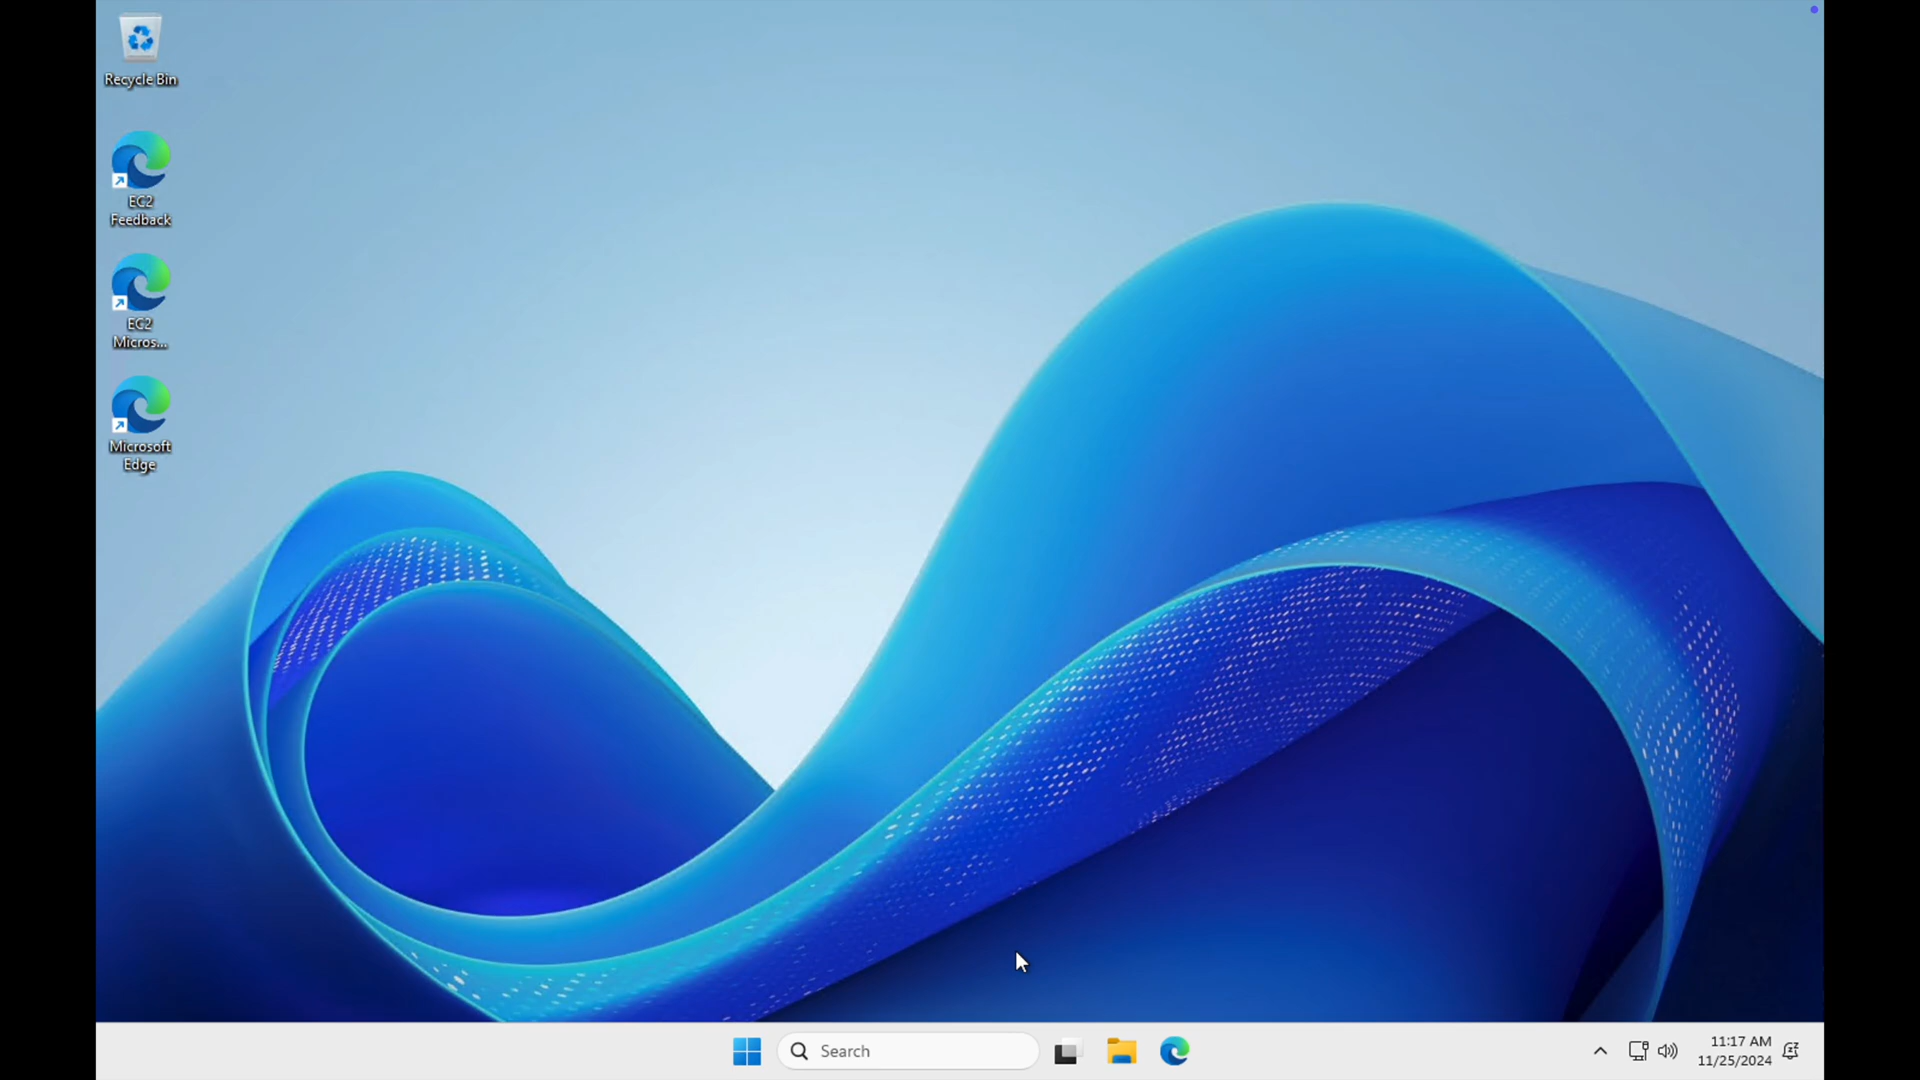 Recycle Bin
EC2
Feedback
EC2
Micros...
Microsoft
Edge
Search
11:17 AM
11/25/2024